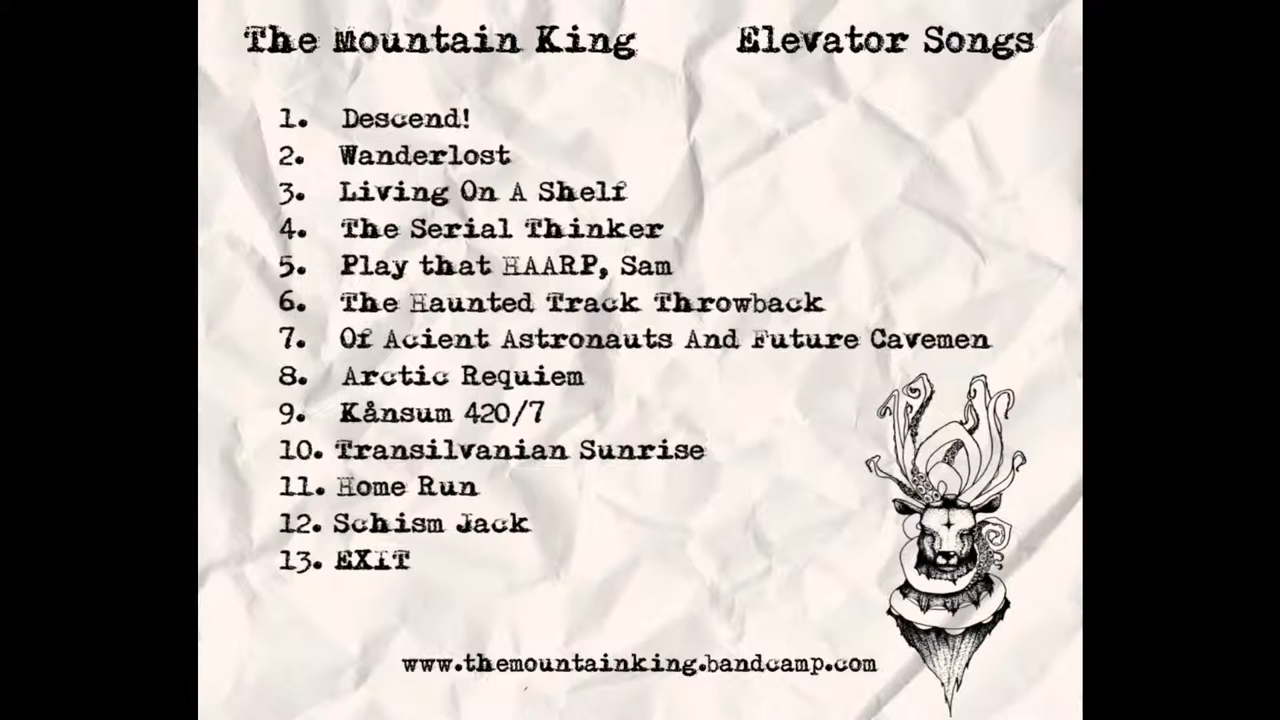 The Mountain King Elevator Songs
1. Descend!
2. Wanderlost
3. Living On A Shelf
4. The Serial Thinker
5. Play that HAARP, Sam
6. The Haunted Track Throwback
7. Of Acient Astronauts And Future Cavemen
8. Arctic Requiem
9. Kånsum 420/7
10. Transilvanian Sunrise
11. Home Run
12. Schism Jack
13. EXIT
www.themountainking.bandcamp.com